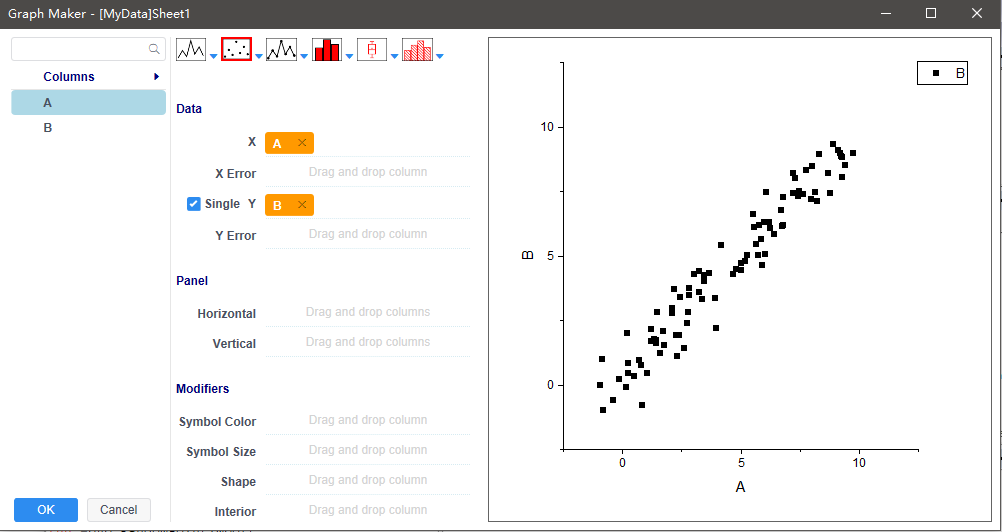 Graph Maker - [MyData]Sheet1
Columns
A
B
Data
X A
X Error Drag and drop column
Single Y B
Y Error Drag and drop column
Panel
Horizontal Drag and drop columns
Vertical Drag and drop columns
Modifiers
Symbol Color Drag and drop column
Symbol Size Drag and drop column
Shape Drag and drop column
Interior Drag and drop column
OK Cancel
B
10
5
0
B
0 5 10
A